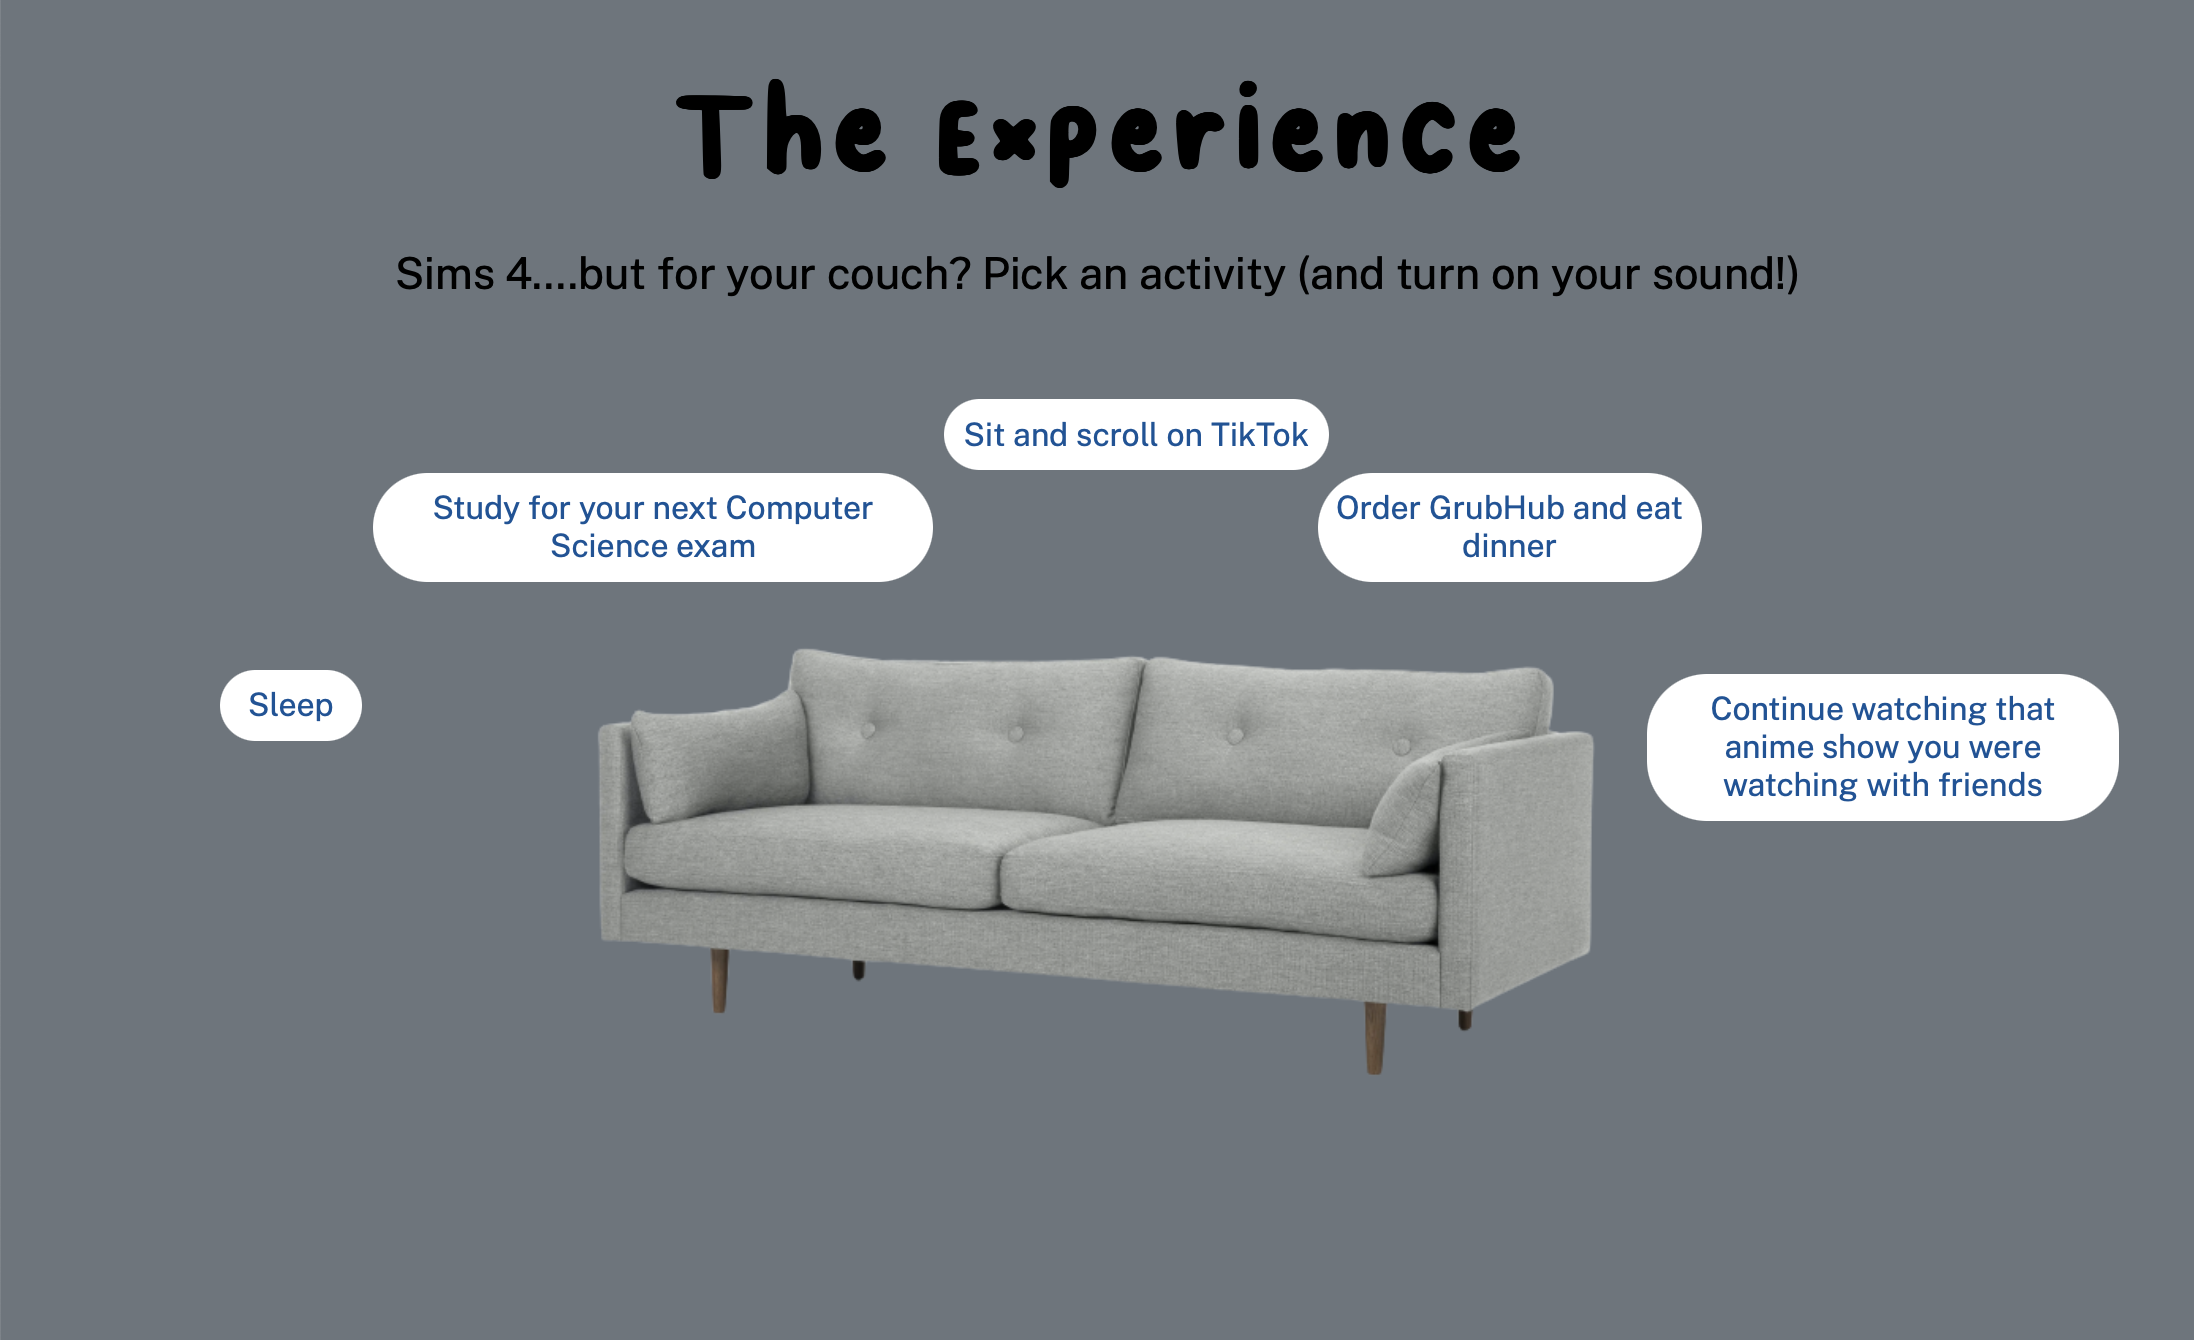 The Experience
Sims 4....but for your couch? Pick an activity (and turn on your sound!)
Sit and scroll on TikTok
Study for your next Computer
Science exam
Order GrubHub and eat
dinner
Sleep
Continue watching that
anime show you were
watching with friends